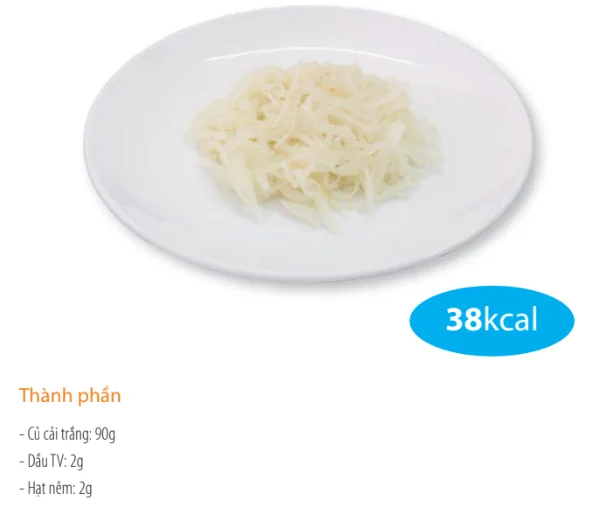 38kcal
Thành phần
- Củ cải trắng: 90g
- Dầu TV: 2g
- Hạt nêm: 2g